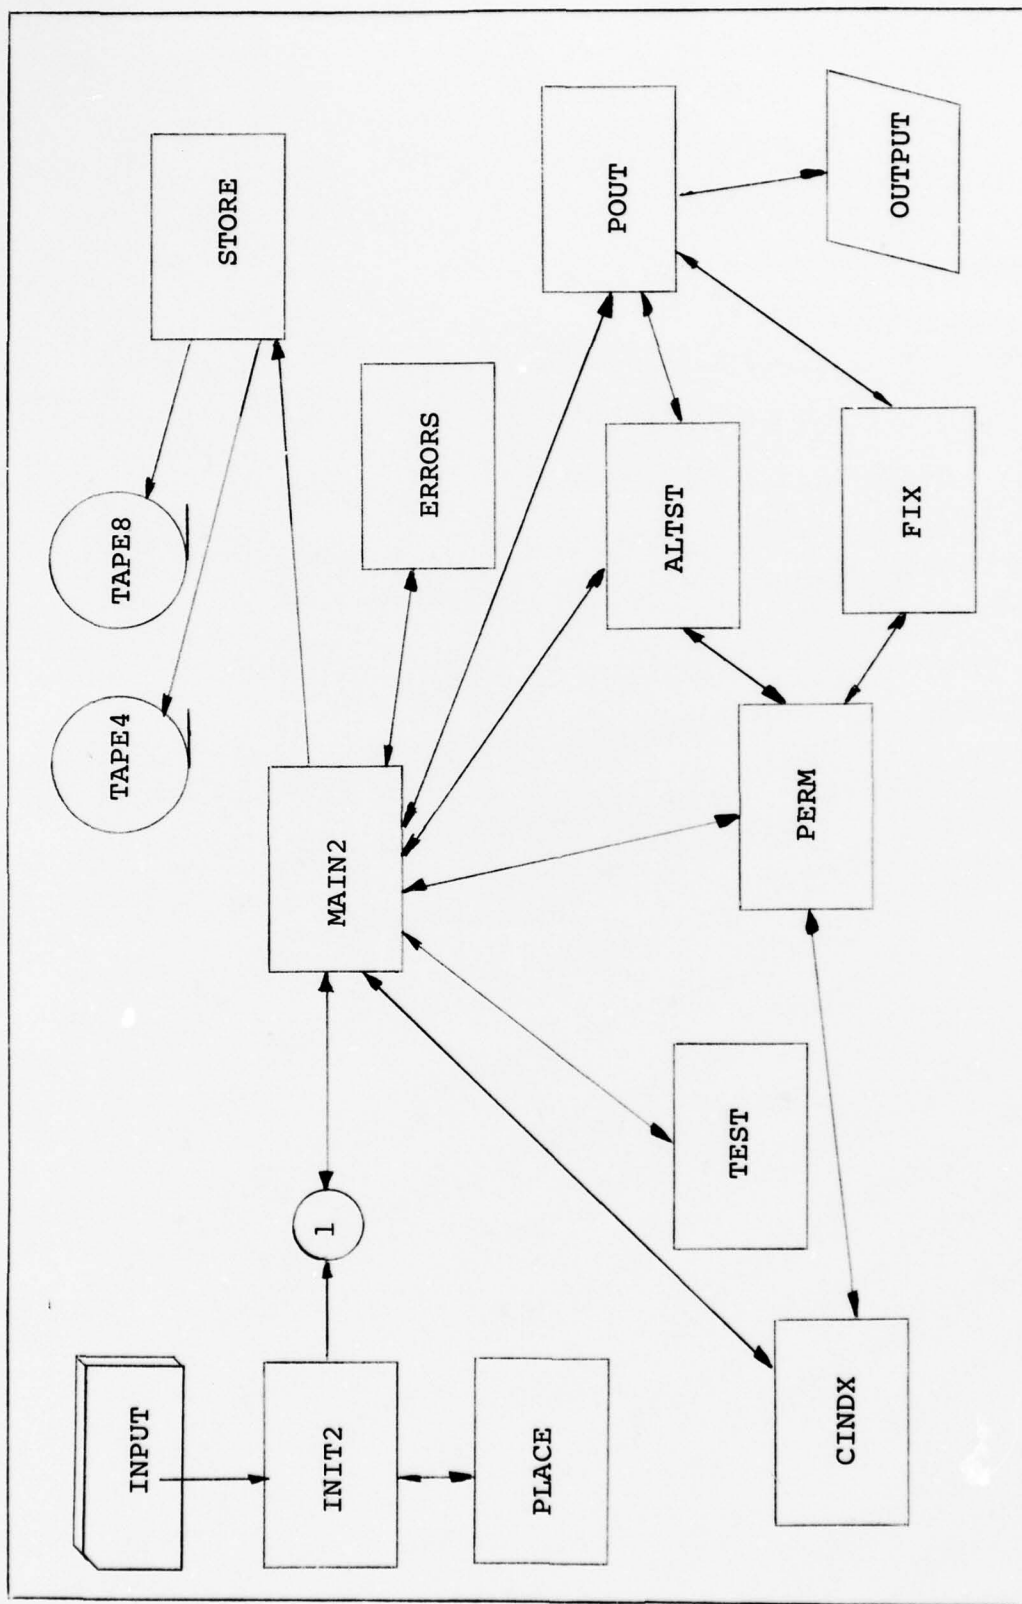 INPUT
TAPE4
TAPE8
STORE
INIT2
1
MAIN2
ERRORS
PLACE
POUT
ALTST
TEST
CINDX
PERM
FIX
OUTPUT